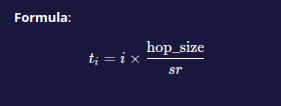 Formula:
t_i = i × hop_size / sr